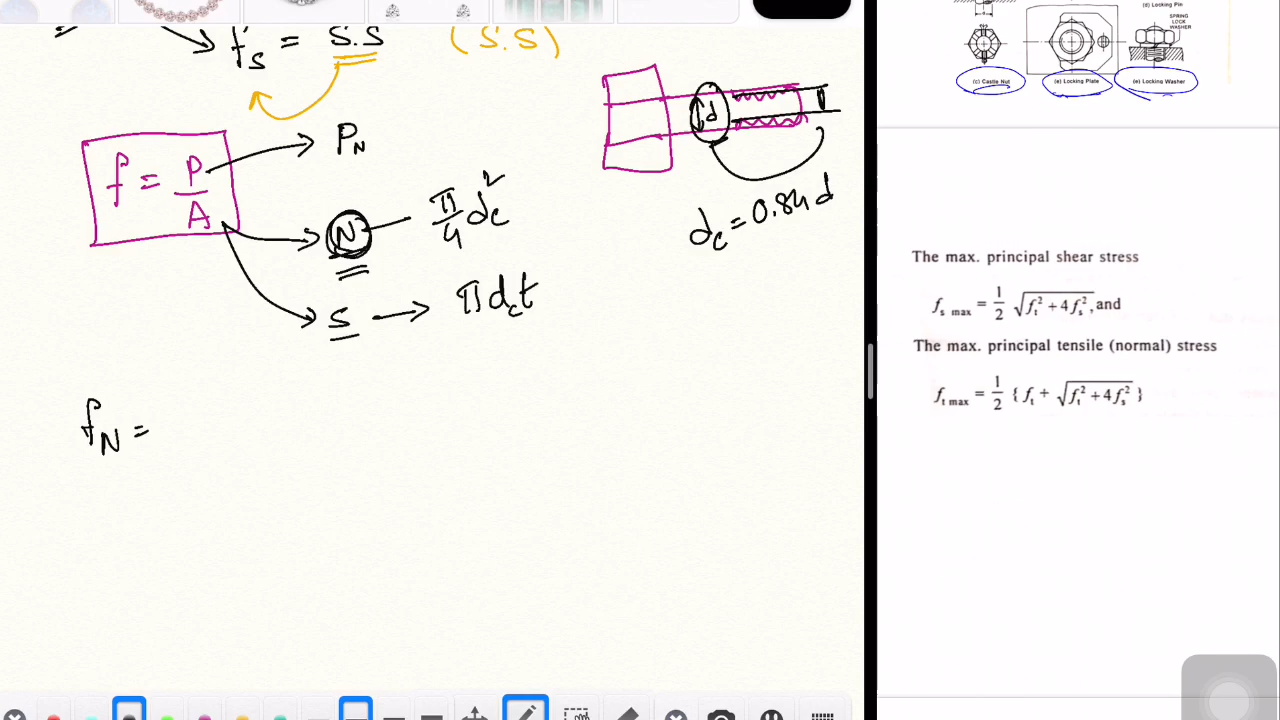 fs = S.S (S.S)
f = P/A
PN
N π/4 dc²
S → π dc t
d
dc = 0.84 d
fN =
(d) Locking Pin
SPRING
LOCK
WASHER
(c) Castle Nut
(e) Locking Plate
(e) Locking Washer
The max. principal shear stress
fs max = 1/2 √ft² + 4fs², and
The max. principal tensile (normal) stress
ft max = 1/2 { ft + √ft² + 4fs² }